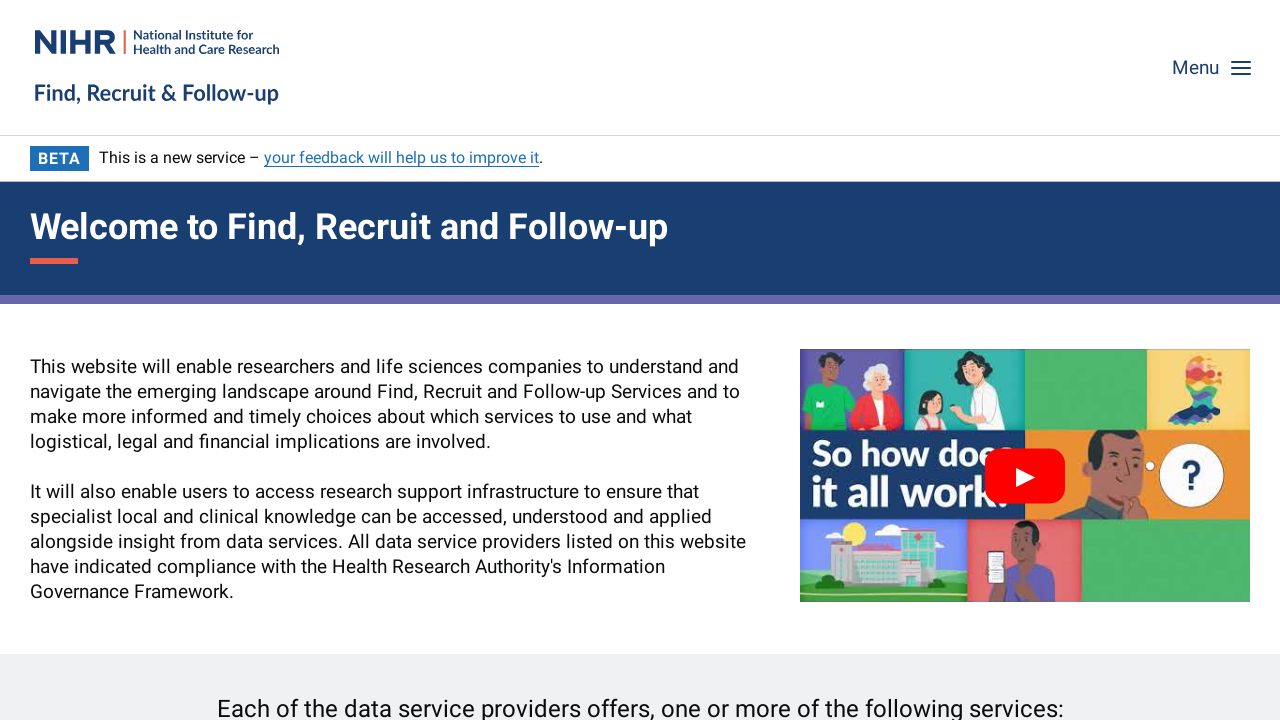 NIHR | National Institute for
Health and Care Research
Find, Recruit & Follow-up
Menu
BETA This is a new service – your feedback will help us to improve it.
Welcome to Find, Recruit and Follow-up
This website will enable researchers and life sciences companies to understand and
navigate the emerging landscape around Find, Recruit and Follow-up Services and to
make more informed and timely choices about which services to use and what
logistical, legal and financial implications are involved.
It will also enable users to access research support infrastructure to ensure that
specialist local and clinical knowledge can be accessed, understood and applied
alongside insight from data services. All data service providers listed on this website
have indicated compliance with the Health Research Authority's Information
Governance Framework.
So how does
it all work?
?
Each of the data service providers offers, one or more of the following services: